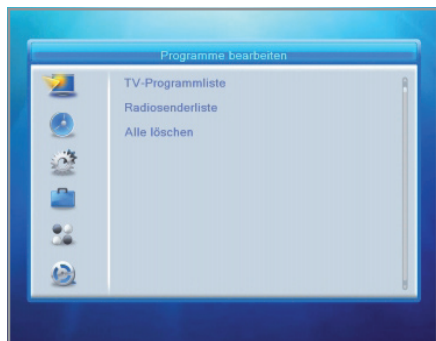 Programme bearbeiten
TV-Programmliste
Radiosenderliste
Alle löschen